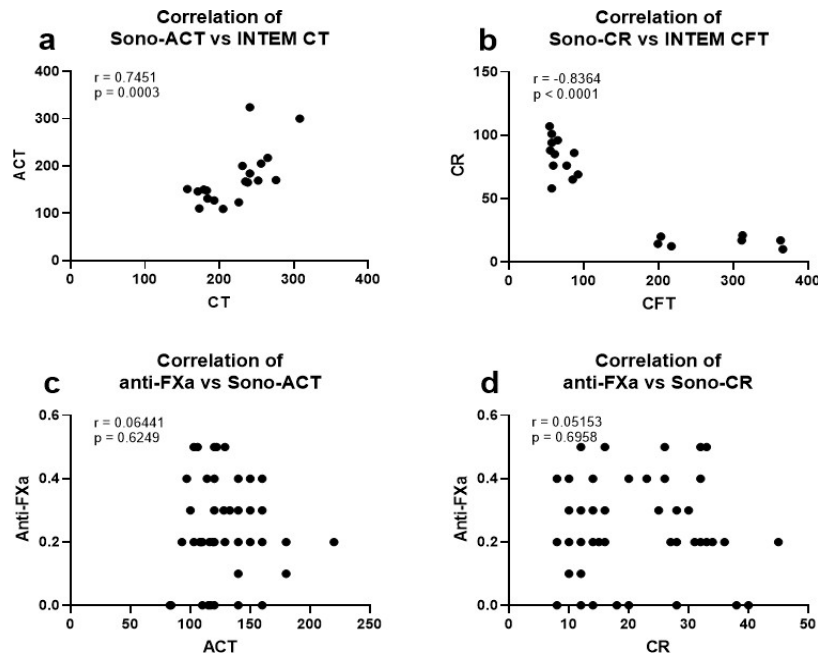 a
Correlation of
Sono-ACT vs INTEM CT
r = 0.7451
p = 0.0003
400
300
200
100
0
ACT
0 100 200 300 400
CT
b
Correlation of
Sono-CR vs INTEM CFT
r = -0.8364
p < 0.0001
150
100
50
0
CR
0 100 200 300 400
CFT
c
Correlation of
anti-FXa vs Sono-ACT
r = 0.06441
p = 0.6249
0.6
0.4
0.2
0.0
Anti-FXa
0 50 100 150 200 250
ACT
d
Correlation of
anti-FXa vs Sono-CR
r = 0.05153
p = 0.6958
0.6
0.4
0.2
0.0
Anti-FXa
0 10 20 30 40 50
CR